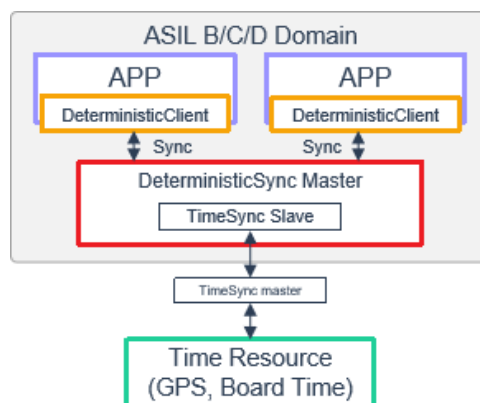 ASIL B/C/D Domain
APP
APP
DeterministicClient
DeterministicClient
Sync
Sync
DeterministicSync Master
TimeSync Slave
TimeSync master
Time Resource
(GPS, Board Time)